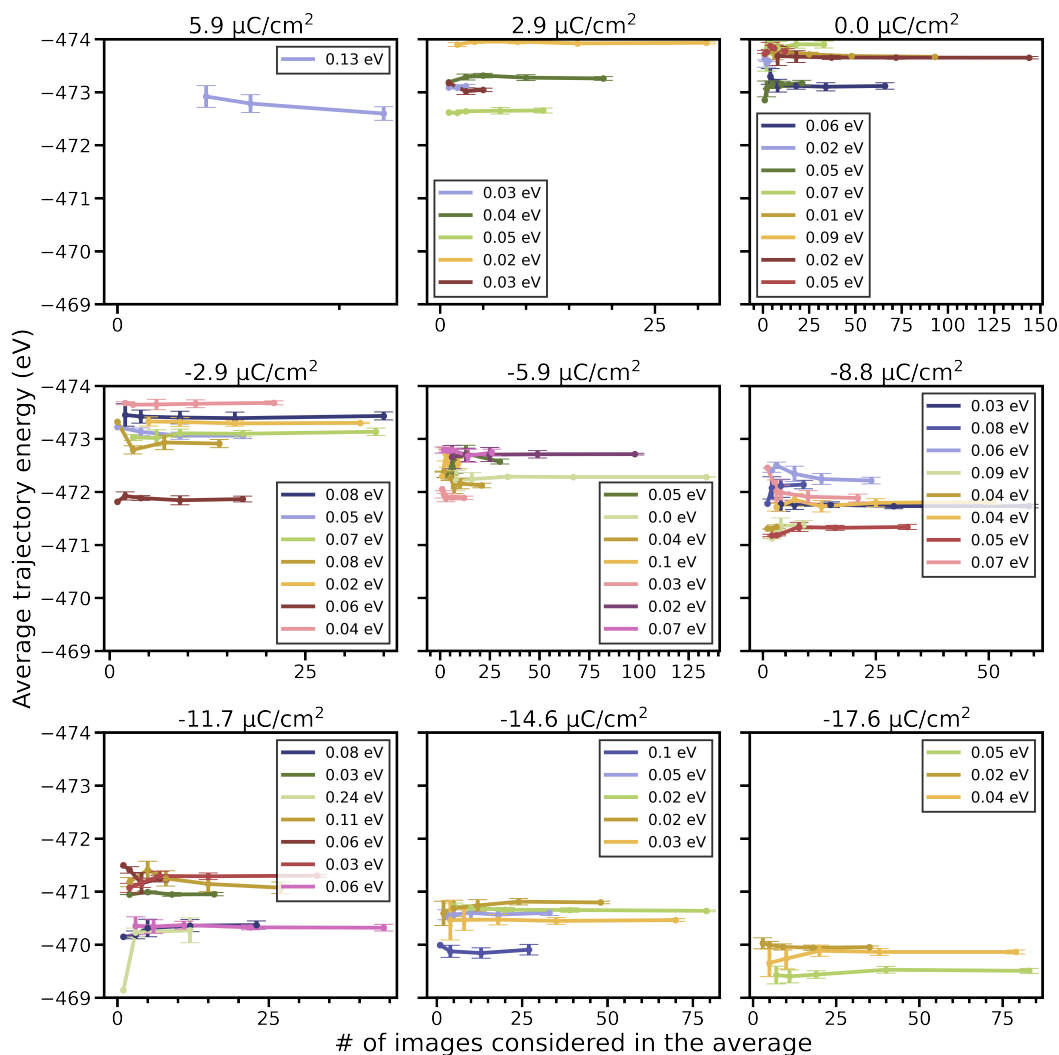 5.9 µC/cm²
2.9 µC/cm²
0.0 µC/cm²
−474
−473
−472
−471
−470
−469
0.13 eV
0
0.03 eV
0.04 eV
0.05 eV
0.02 eV
0.03 eV
0
25
0.06 eV
0.02 eV
0.05 eV
0.07 eV
0.01 eV
0.09 eV
0.02 eV
0.05 eV
0
25
50
75
100
125
150
Average trajectory energy (eV)
-2.9 µC/cm²
-5.9 µC/cm²
-8.8 µC/cm²
−474
−473
−472
−471
−470
−469
0.08 eV
0.05 eV
0.07 eV
0.08 eV
0.02 eV
0.06 eV
0.04 eV
0
25
0.05 eV
0.0 eV
0.04 eV
0.1 eV
0.03 eV
0.02 eV
0.07 eV
0
25
50
75
100
125
0.03 eV
0.08 eV
0.06 eV
0.09 eV
0.04 eV
0.04 eV
0.05 eV
0.07 eV
0
25
50
-11.7 µC/cm²
-14.6 µC/cm²
-17.6 µC/cm²
−474
−473
−472
−471
−470
−469
0.08 eV
0.03 eV
0.24 eV
0.11 eV
0.06 eV
0.03 eV
0.06 eV
0
25
0.1 eV
0.05 eV
0.02 eV
0.02 eV
0.03 eV
0
25
50
75
0.05 eV
0.02 eV
0.04 eV
0
25
50
75
# of images considered in the average